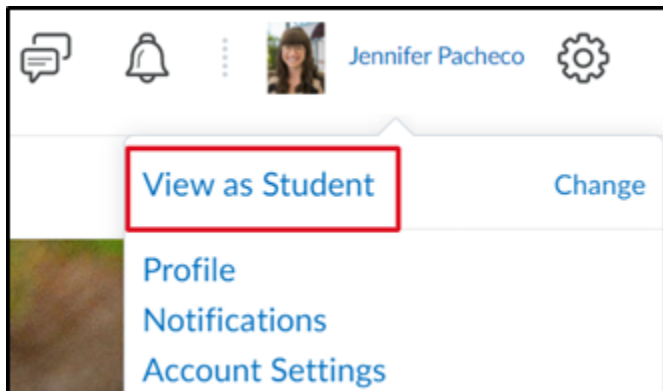 Jennifer Pacheco
View as Student Change
Profile
Notifications
Account Settings